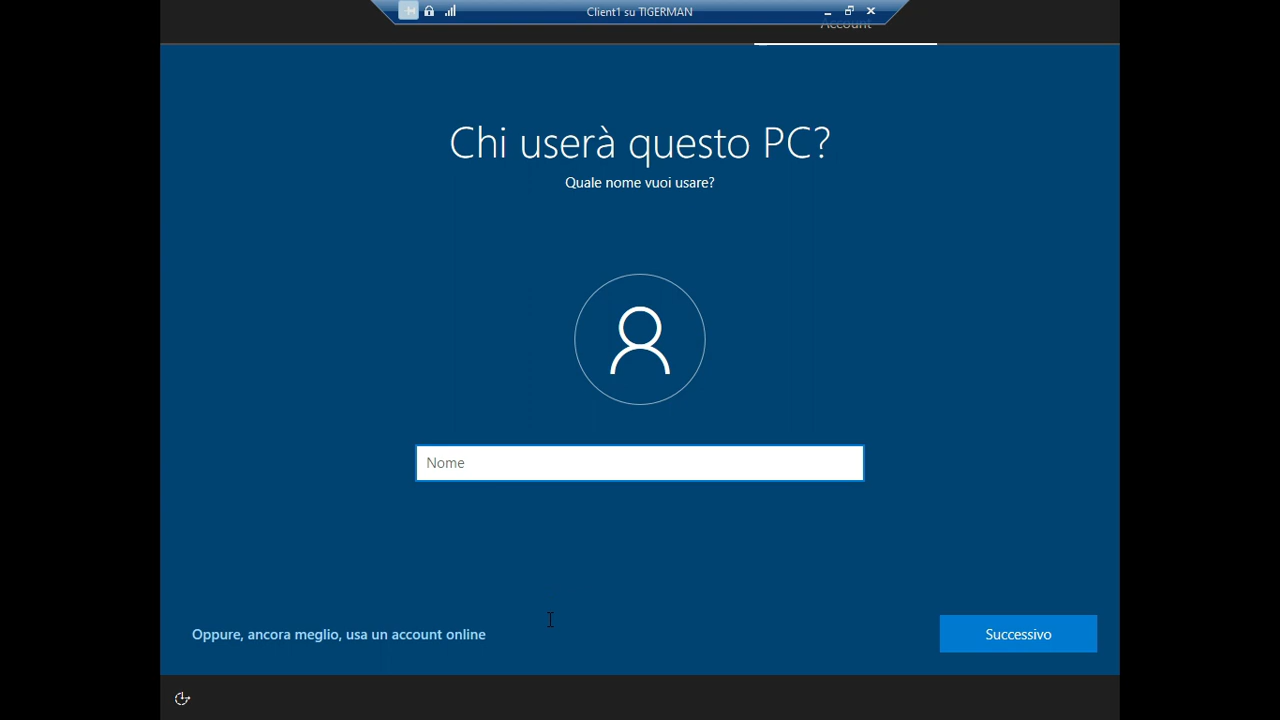 Client1 su TIGERMAN
Account
Chi userà questo PC?
Quale nome vuoi usare?
Nome
Oppure, ancora meglio, usa un account online
Successivo